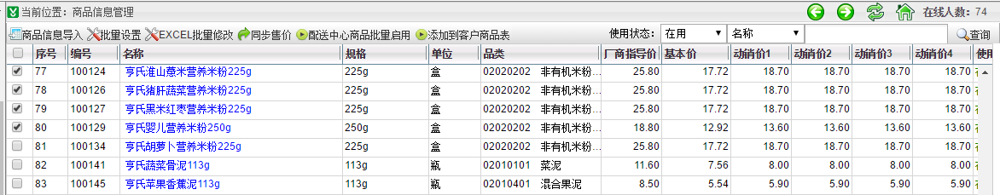 当前位置：商品信息管理 在线人数：74
商品信息导入 批量设置 EXCEL批量修改 同步售价 配送中心商品批量启用 添加到客户商品表 使用状态： 在用 名称 查询
序号 编号 名称 规格 单位 品类 厂商指导价 基本价 动销价1 动销价2 动销价3 动销价4 使用
77 100124 亨氏淮山薏米营养米粉225g 225g 盒 02020202 非有机米粉... 25.80 17.72 18.70 18.70 18.70 18.70
78 100126 亨氏猪肝蔬菜营养米粉225g 225g 盒 02020202 非有机米粉... 25.80 17.72 18.70 18.70 18.70 18.70
79 100127 亨氏黑米红枣营养米粉225g 225g 盒 02020202 非有机米粉... 25.80 17.72 18.70 18.70 18.70 18.70
80 100129 亨氏婴儿营养米粉250g 250g 盒 02020202 非有机米粉... 18.80 12.92 13.60 13.60 13.60 13.60
81 100134 亨氏胡萝卜营养米粉225g 225g 盒 02020202 非有机米粉... 25.80 17.72 18.70 18.70 18.70 18.70
82 100141 亨氏蔬菜骨泥113g 113g 瓶 02010101 菜泥 11.60 7.56 8.00 8.00 8.00 8.00
83 100145 亨氏苹果香蕉泥113g 113g 瓶 02010401 混合果泥 8.50 5.54 5.90 5.90 5.90 5.90